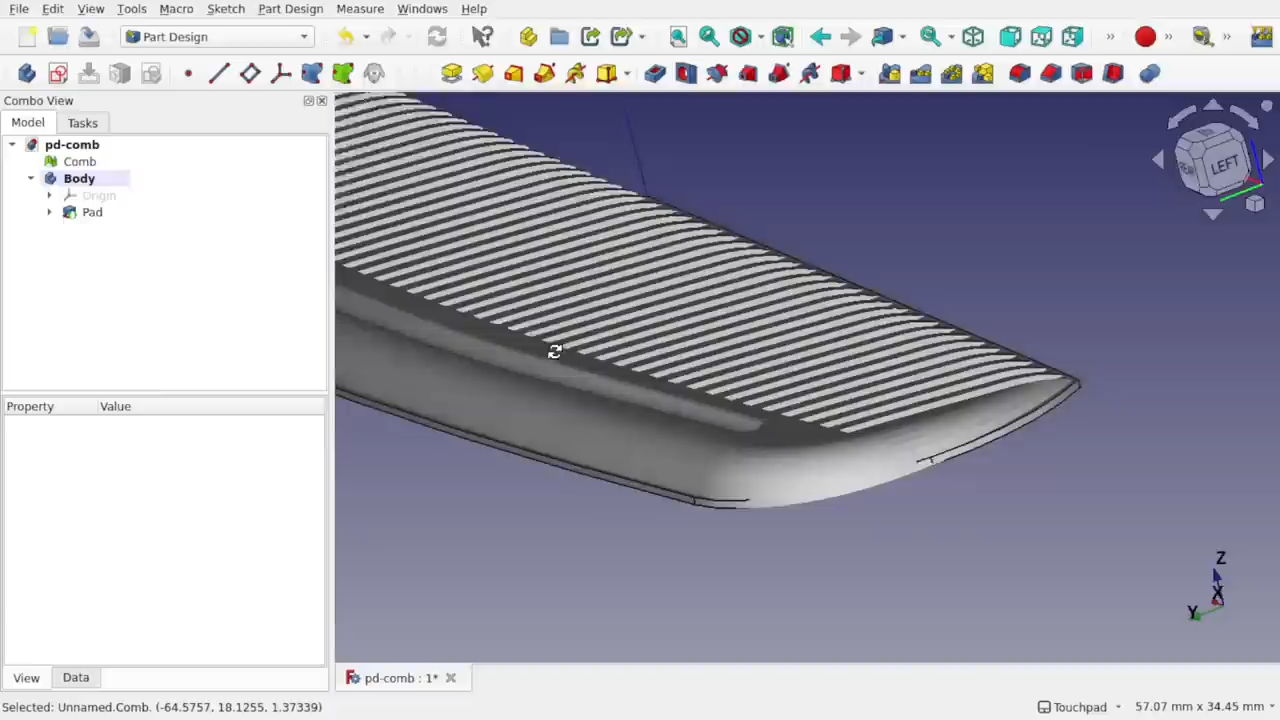 File Edit View Tools Macro Sketch Part Design Measure Windows Help
Part Design
Combo View
Model Tasks
pd-comb
Comb
Body
Origin
Pad
Property Value
LEFT
Z
X
Y
View Data
pd-comb : 1*
Selected: Unnamed.Comb. (-64.5757, 18.1255, 1.37339)
Touchpad 57.07 mm x 34.45 mm